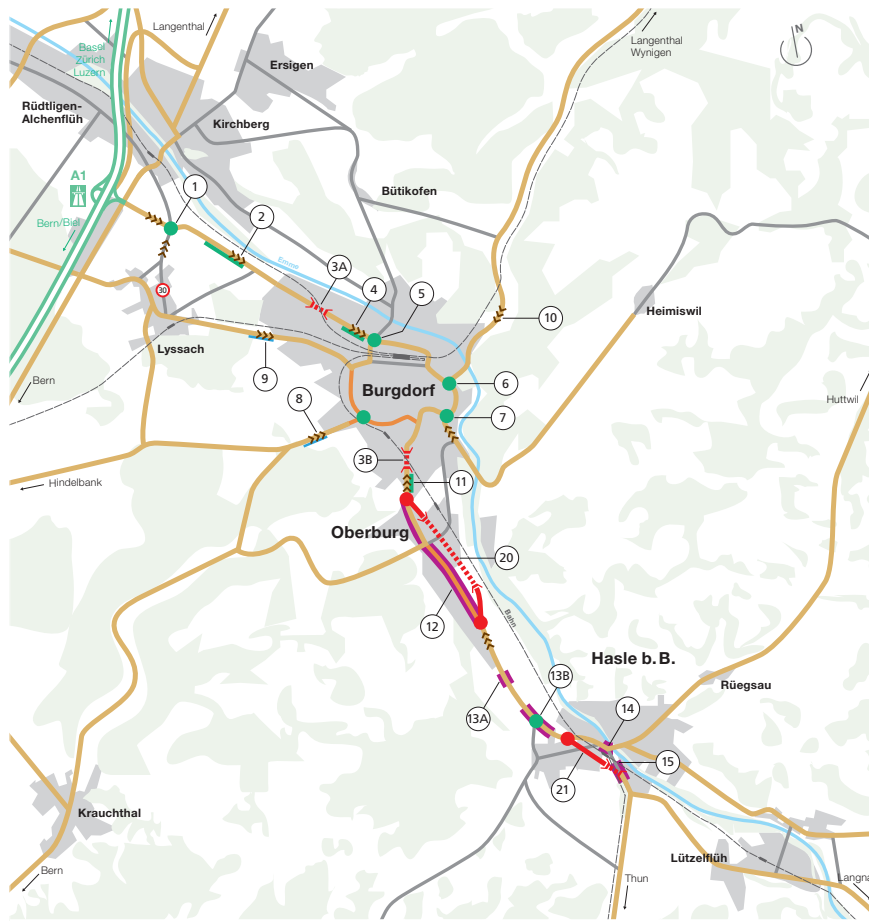 Langenthal
Langenthal
Wynigen
N
Basel
Zürich
Luzern
Ersigen
Rüdtligen-
Alchenflüh
Kirchberg
A1
Bütikofen
1
2
Bern/Biel
Emme
3A
4
5
10
Heimiswil
30
Lyssach
9
Bern
Burgdorf
6
7
Huttwil
8
3B
11
Hindelbank
Oberburg
20
12
Bahn
Hasle b. B.
13B
Rüegsau
13A
14
15
21
Krauchthal
Lützelflüh
Bern
Thun
Langna